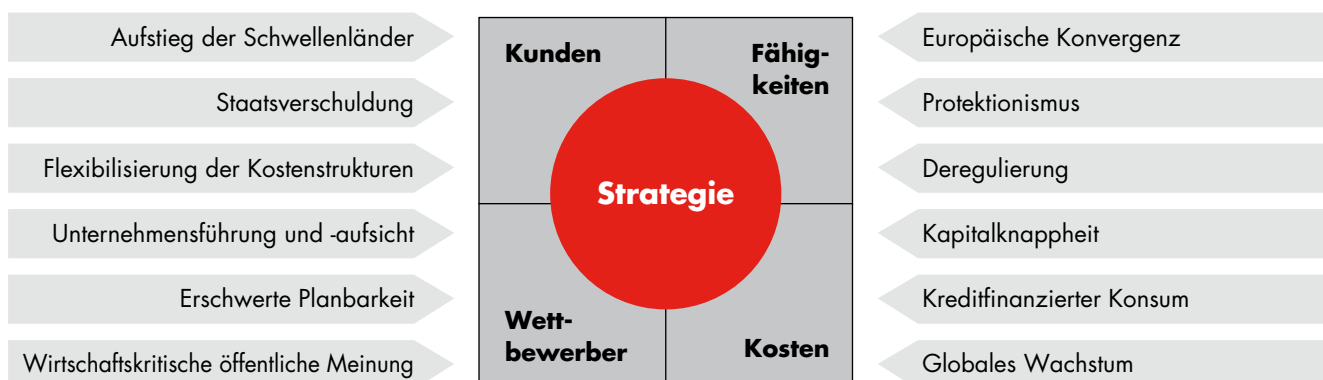 Aufstieg der Schwellenländer
Staatsverschuldung
Flexibilisierung der Kostenstrukturen
Unternehmensführung und -aufsicht
Erschwerte Planbarkeit
Wirtschaftskritische öffentliche Meinung
Kunden
Fähig-
keiten
Strategie
Wett-
bewerber
Kosten
Europäische Konvergenz
Protektionismus
Deregulierung
Kapitalknappheit
Kreditfinanzierter Konsum
Globales Wachstum